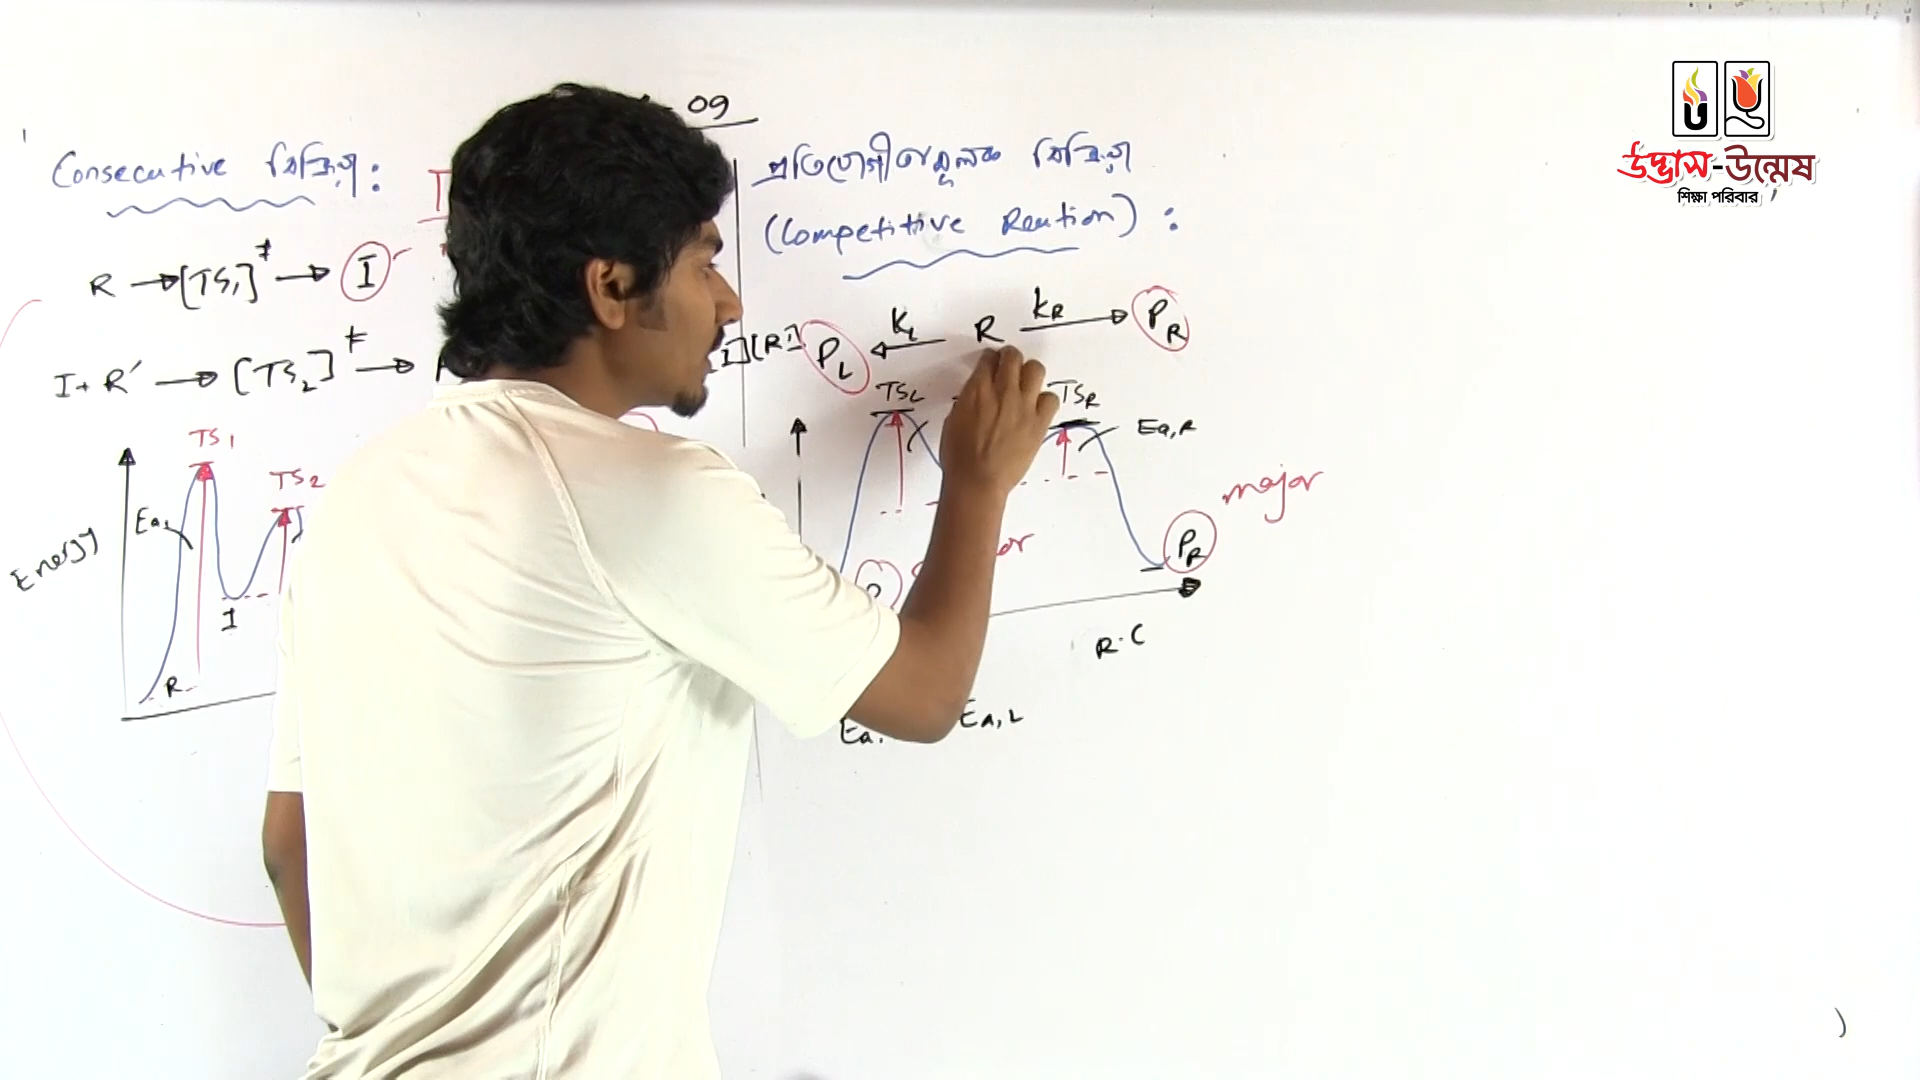 09
Consecutive বিক্রিয়া :
R → [TS₁]‡ → I
I + R′ → [TS₂]‡ →
TS₁
TS₂
Ea₁
Energy
I
R
প্রতিযোগীতামূলক বিক্রিয়া
(Competitive Reaction) :
I] [R′]
P_L ← K_L R k_R → P_R
TS_L
TS_R
Ea,R
major
P_R
R.C
Ea,L
উদ্ভাস-উন্মেষ
শিক্ষা পরিবার